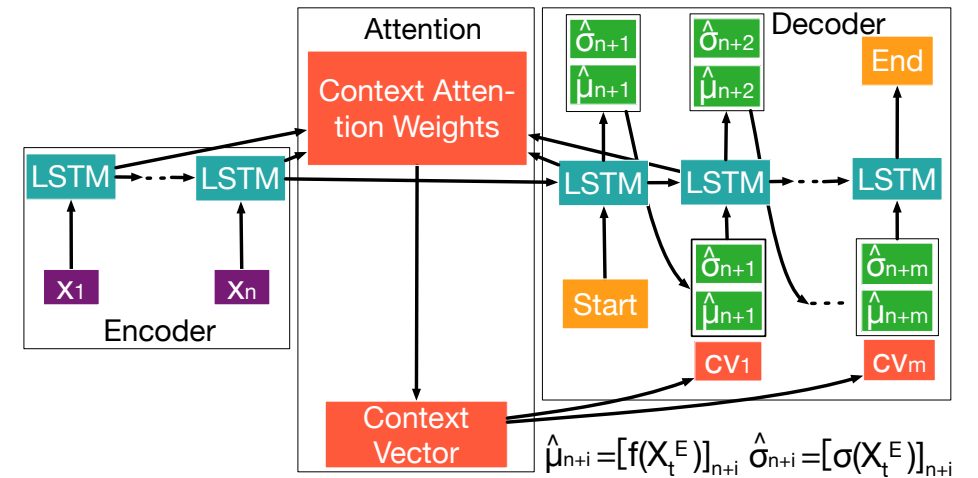 Attention
Decoder
Context Atten-
tion Weights
σ̂n+1
μ̂n+1
σ̂n+2
μ̂n+2
End
LSTM
LSTM
LSTM
LSTM
LSTM
x1
xn
Encoder
Start
σ̂n+1
μ̂n+1
σ̂n+m
μ̂n+m
cv1
cvm
Context
Vector
μ̂n+i=[f(XtE)]n+i σ̂n+i=[σ(XtE)]n+i